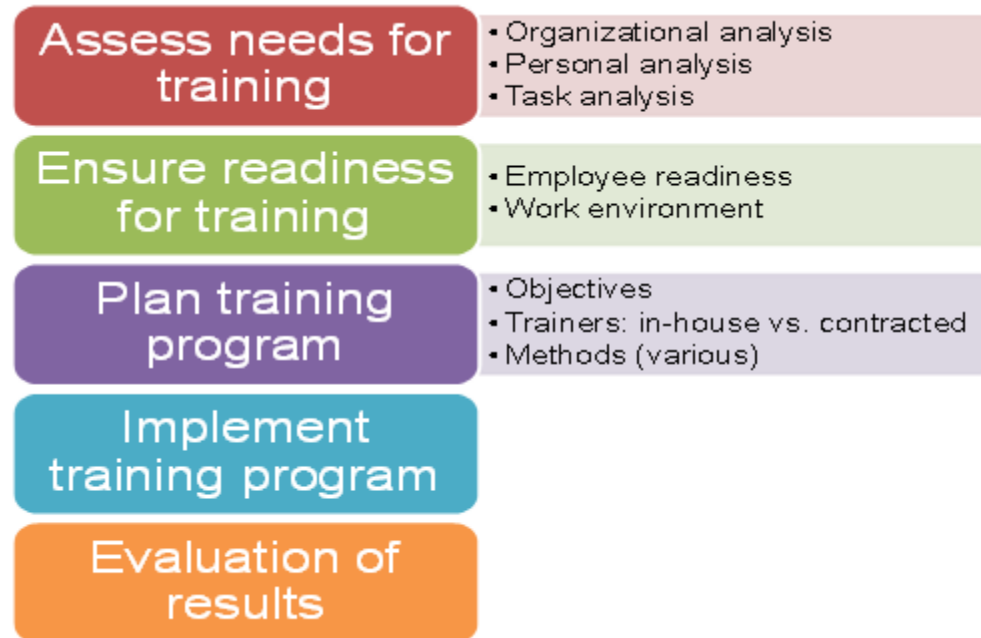 Assess needs for
training
• Organizational analysis
• Personal analysis
• Task analysis
Ensure readiness
for training
• Employee readiness
• Work environment
Plan training
program
• Objectives
• Trainers: in-house vs. contracted
• Methods (various)
Implement
training program
Evaluation of
results